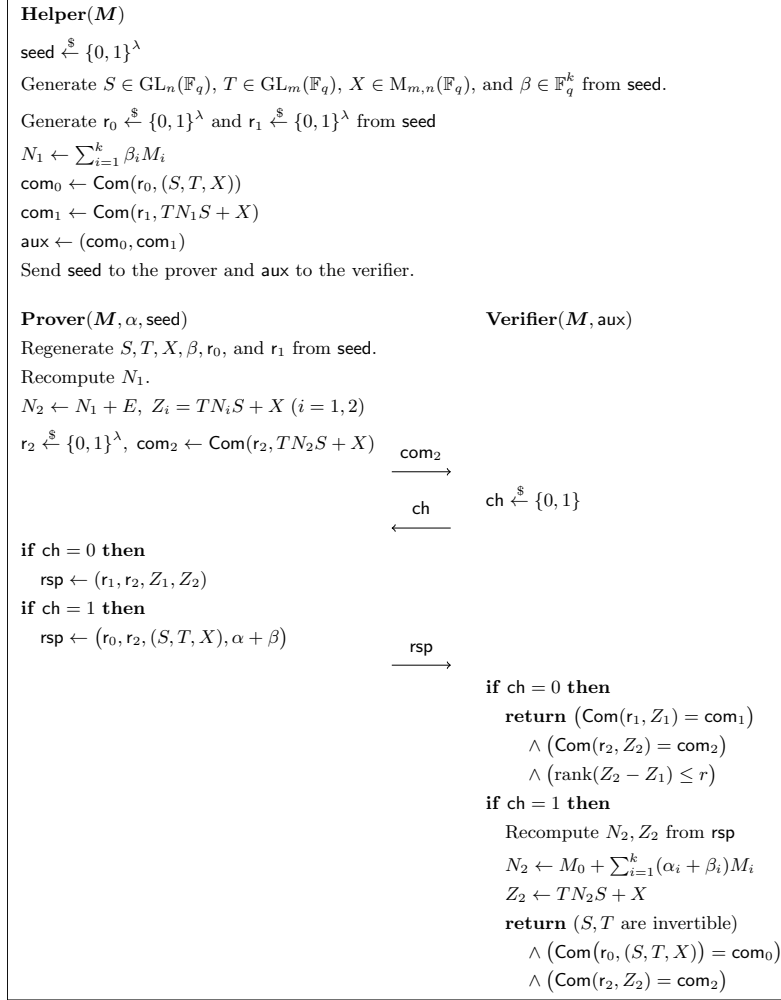 Helper(M)
seed ←$ {0, 1}^λ
Generate S ∈ GL_n(𝔽_q), T ∈ GL_m(𝔽_q), X ∈ M_{m,n}(𝔽_q), and β ∈ 𝔽_q^k from seed.
Generate r_0 ←$ {0, 1}^λ and r_1 ←$ {0, 1}^λ from seed
N_1 ← ∑_{i=1}^k β_i M_i
com_0 ← Com(r_0, (S, T, X))
com_1 ← Com(r_1, TN_1S + X)
aux ← (com_0, com_1)
Send seed to the prover and aux to the verifier.
Prover(M, α, seed) Verifier(M, aux)
Regenerate S, T, X, β, r_0, and r_1 from seed.
Recompute N_1.
N_2 ← N_1 + E, Z_i = TN_iS + X (i = 1, 2)
r_2 ←$ {0, 1}^λ, com_2 ← Com(r_2, TN_2S + X) com_2 →
ch ← ch ←$ {0, 1}
if ch = 0 then
rsp ← (r_1, r_2, Z_1, Z_2)
if ch = 1 then
rsp ← (r_0, r_2, (S, T, X), α + β) rsp →
if ch = 0 then
return (Com(r_1, Z_1) = com_1)
∧ (Com(r_2, Z_2) = com_2)
∧ (rank(Z_2 − Z_1) ≤ r)
if ch = 1 then
Recompute N_2, Z_2 from rsp
N_2 ← M_0 + ∑_{i=1}^k (α_i + β_i)M_i
Z_2 ← TN_2S + X
return (S, T are invertible)
∧ (Com(r_0, (S, T, X)) = com_0)
∧ (Com(r_2, Z_2) = com_2)